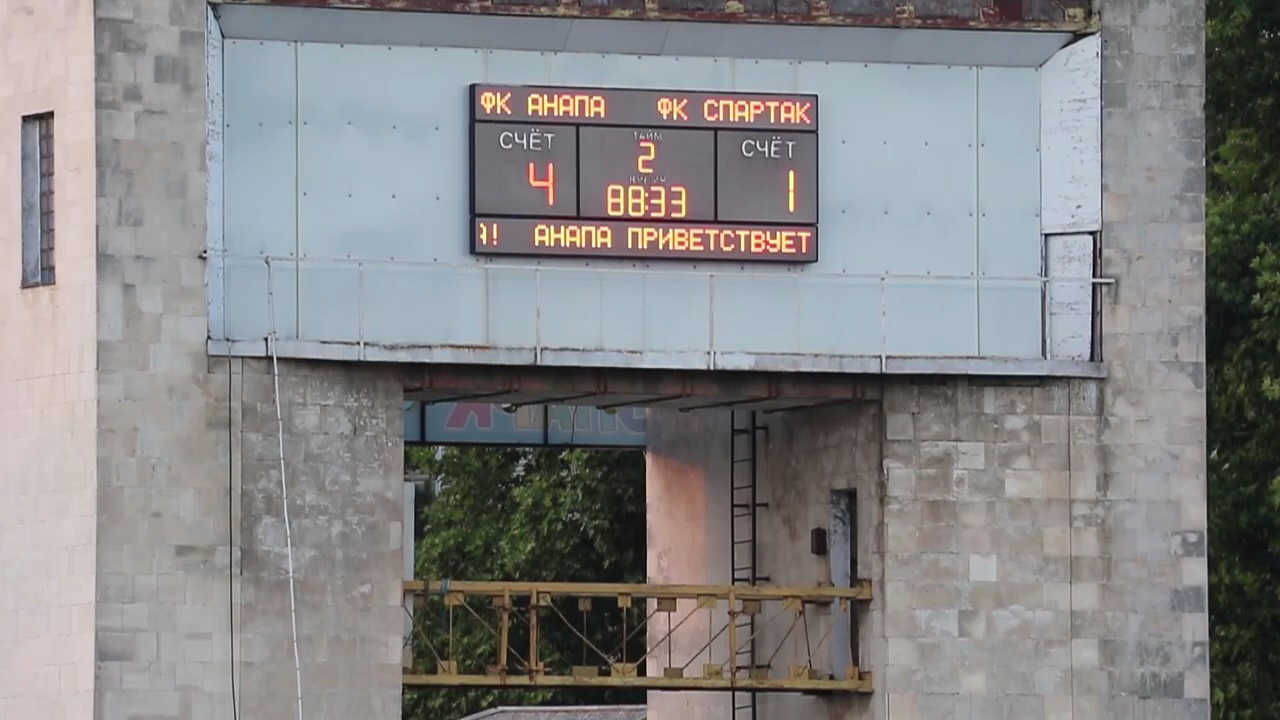 ФК АНАПА ФК СПАРТАК
СЧЁТ ТАЙМ СЧЁТ
4 2 1
88:33
! АНАПА ПРИВЕТСТВУЕТ